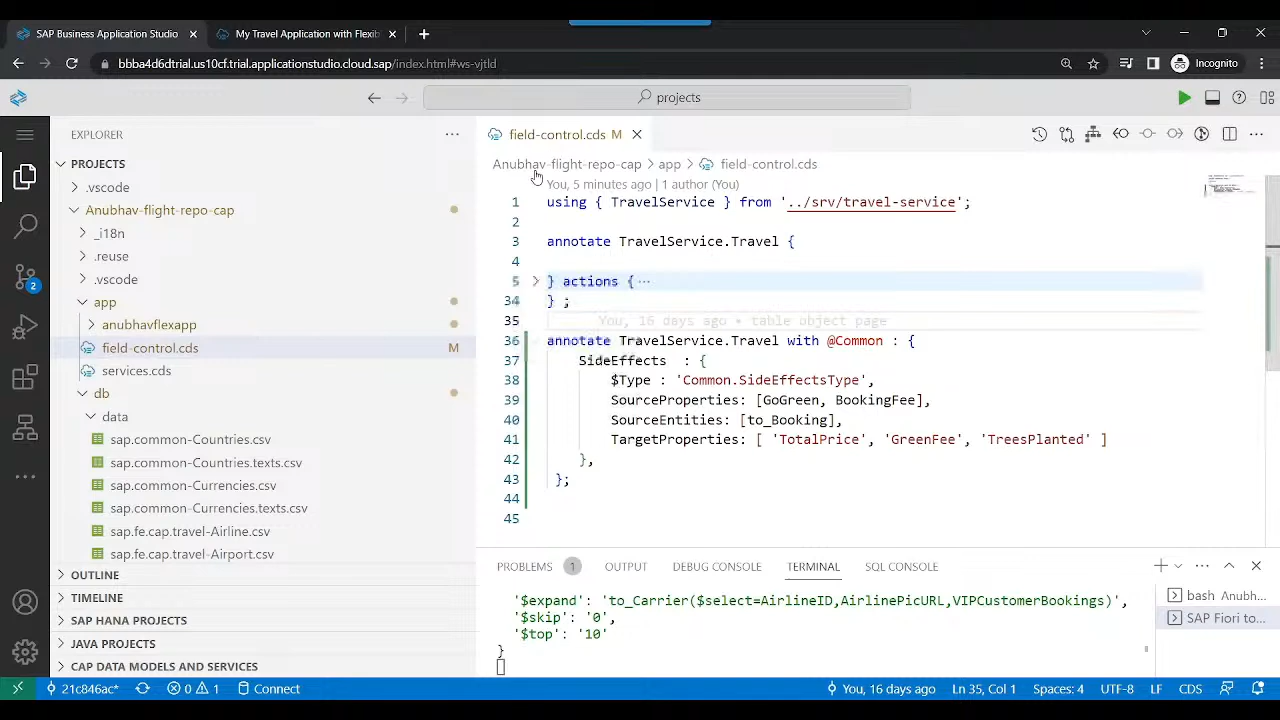 SAP Business Application Studio
My Travel Application with Flexib
bbba4d6dtrial.us10cf.trial.applicationstudio.cloud.sap/index.html#ws-vjtld
Incognito
projects
EXPLORER
PROJECTS
.vscode
Anubhav-flight-repo-cap
_i18n
.reuse
.vscode
app
anubhavflexapp
field-control.cds M
services.cds
db
data
sap.common-Countries.csv
sap.common-Countries.texts.csv
sap.common-Currencies.csv
sap.common-Currencies.texts.csv
sap.fe.cap.travel-Airline.csv
sap.fe.cap.travel-Airport.csv
OUTLINE
TIMELINE
SAP HANA PROJECTS
JAVA PROJECTS
CAP DATA MODELS AND SERVICES
2
field-control.cds M
Anubhav-flight-repo-cap > app > field-control.cds
You, 5 minutes ago | 1 author (You)
1 using { TravelService } from '../srv/travel-service';
2
3 annotate TravelService.Travel {
4
5 } actions { ···
34 } ;
35 You, 16 days ago • table object page
36 annotate TravelService.Travel with @Common : {
37 SideEffects : {
38 $Type : 'Common.SideEffectsType',
39 SourceProperties: [GoGreen, BookingFee],
40 SourceEntities: [to_Booking],
41 TargetProperties: [ 'TotalPrice', 'GreenFee', 'TreesPlanted' ]
42 },
43 };
44
45
PROBLEMS 1 OUTPUT DEBUG CONSOLE TERMINAL SQL CONSOLE
'$expand': 'to_Carrier($select=AirlineID,AirlinePicURL,VIPCustomerBookings)',
'$skip': '0',
'$top': '10'
}
bash Anubh...
SAP Fiori to...
21c846ac* 0 1 Connect You, 16 days ago Ln 35, Col 1 Spaces: 4 UTF-8 LF CDS